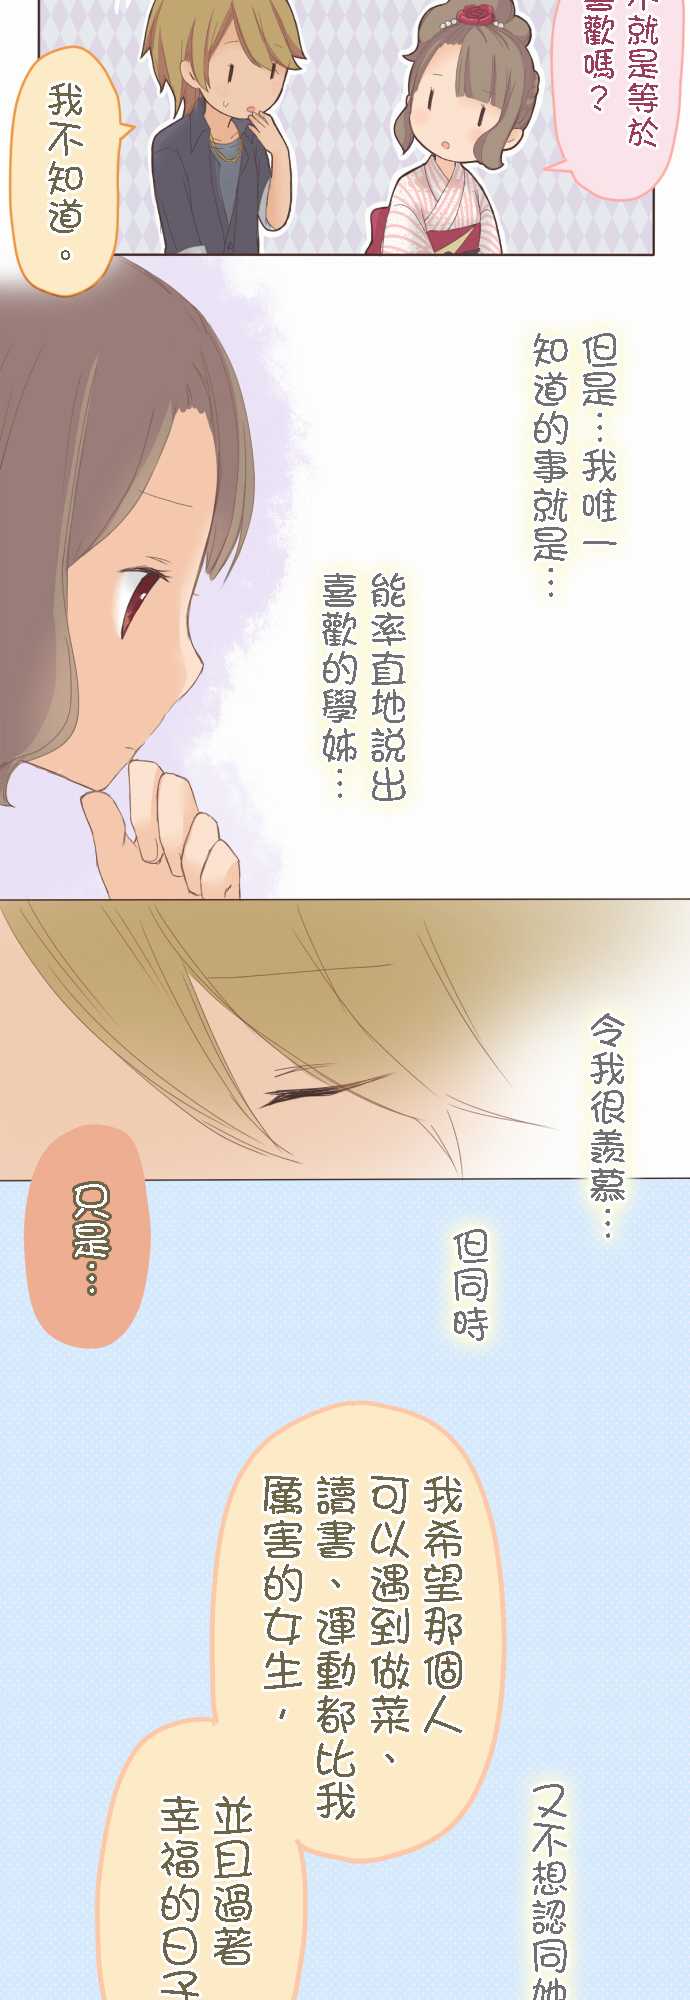 不就是等於
喜歡嗎？
我不知道。
但是…我唯一
知道的事就是…
能率直地說出
喜歡的學姊…
令我很羨慕…
只是…
但同時
我希望那個人
可以遇到做菜、
讀書、運動都比我
厲害的女生，
並且過著
幸福的日子
又不想認同她